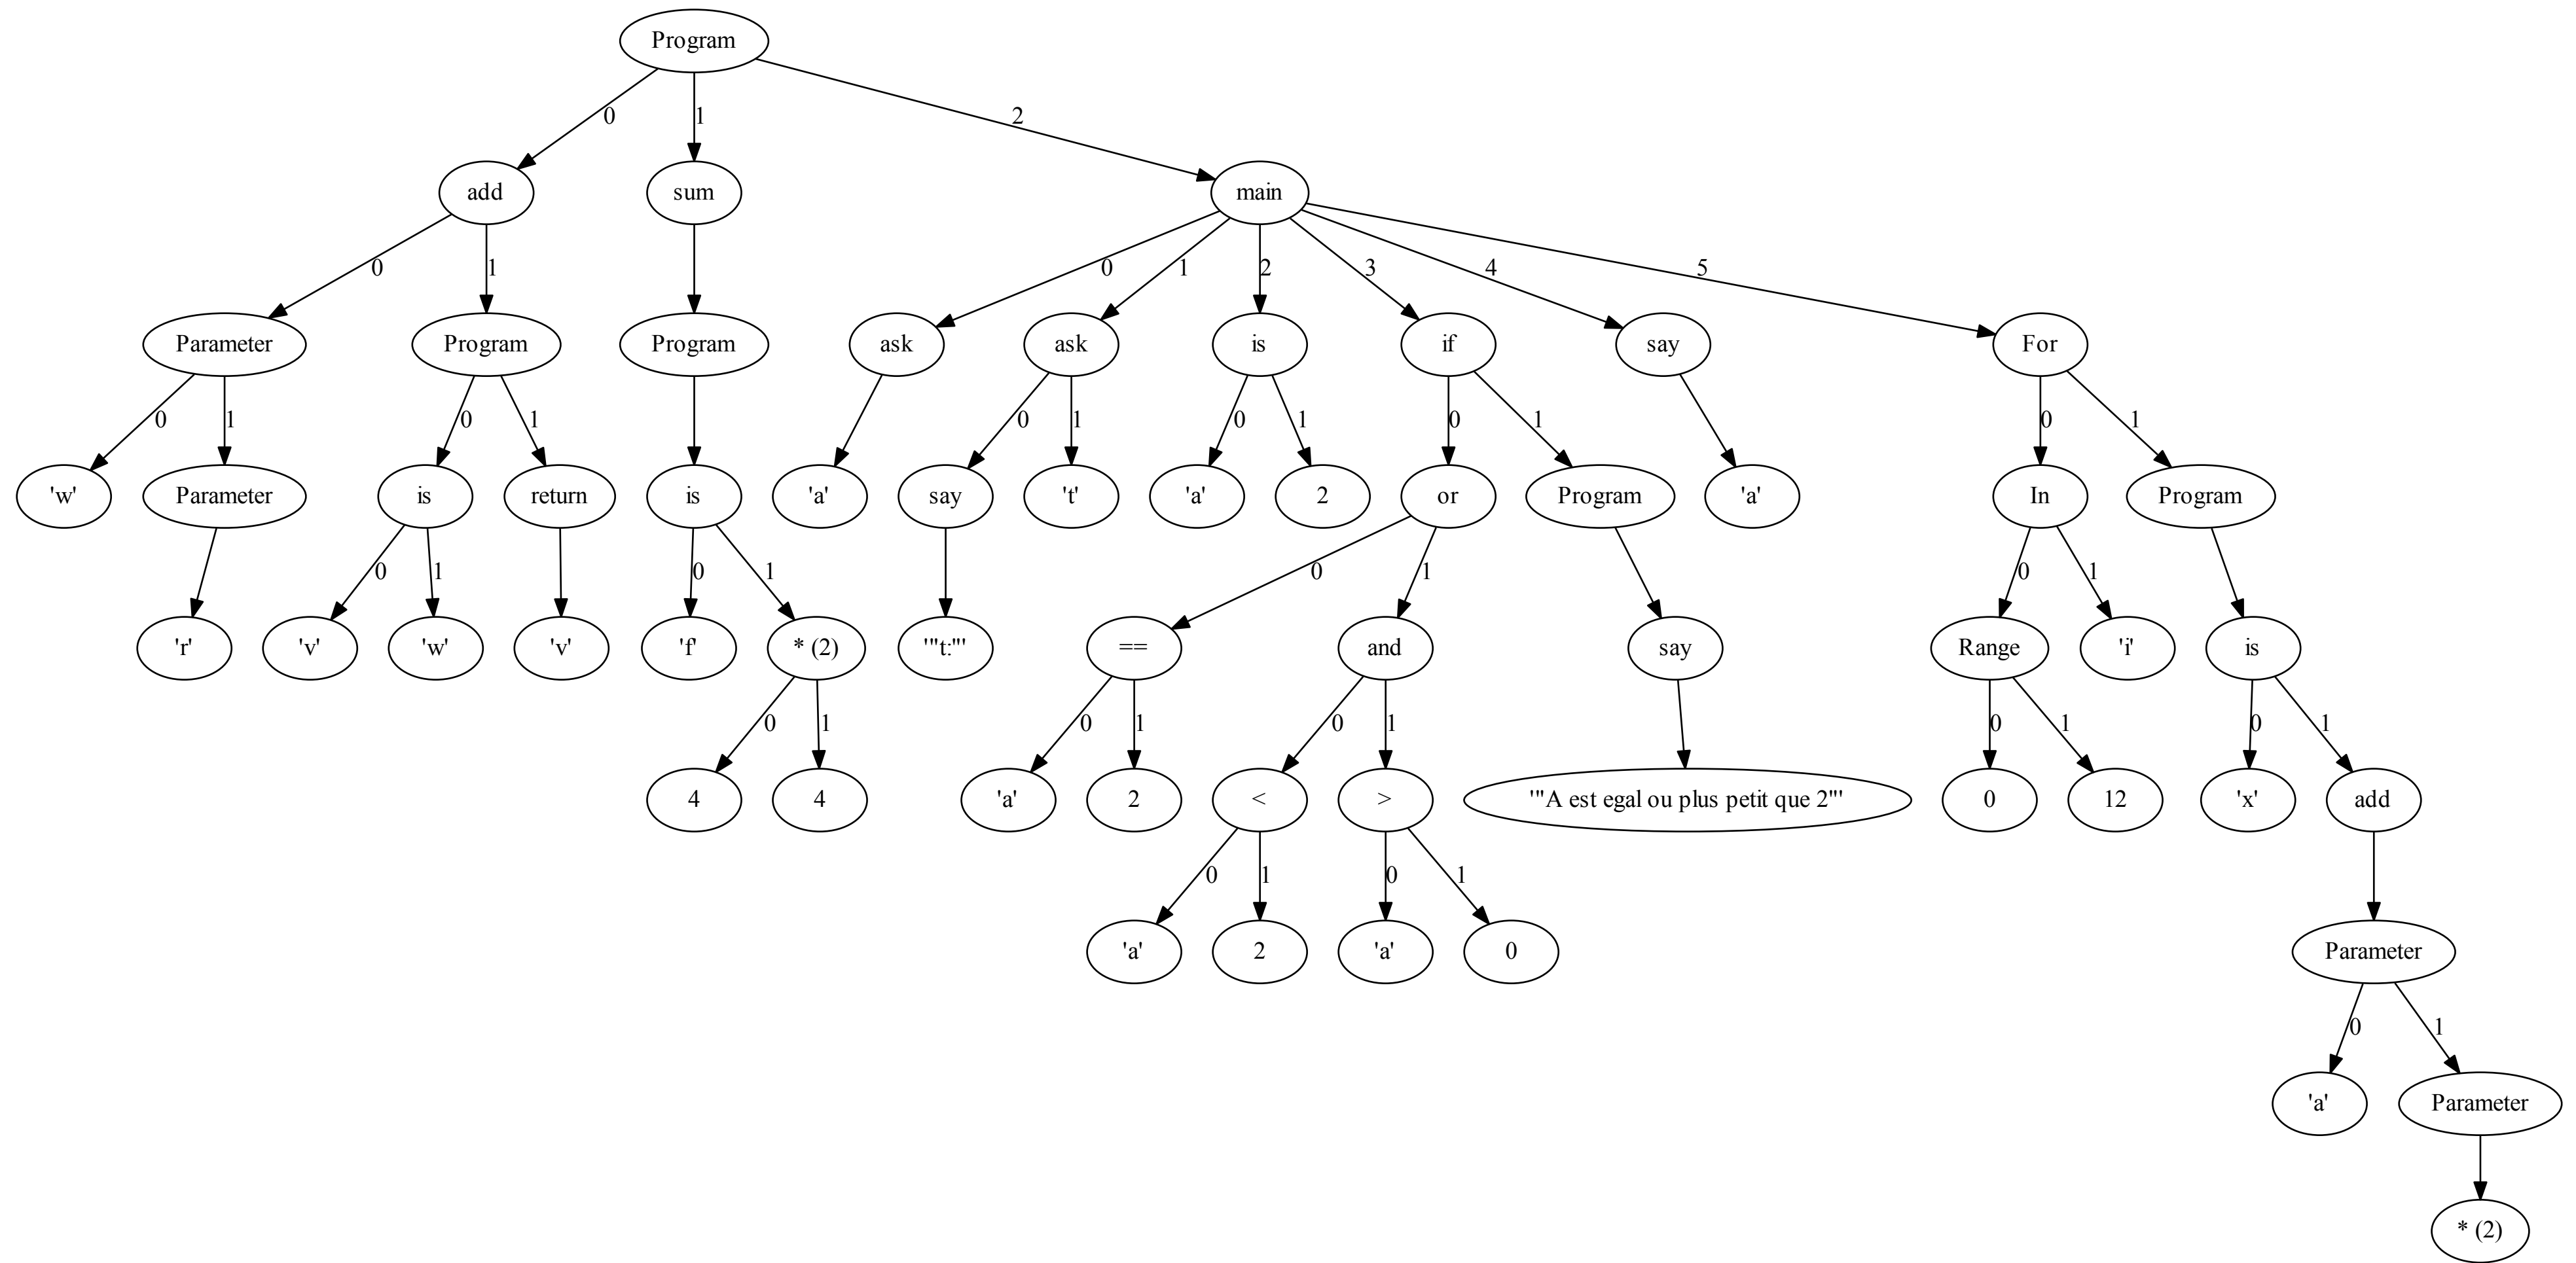 Program
0 1 2
add sum main
0 1 0 1 2 3 4 5
Parameter Program Program ask ask is if say For
0 1 0 1 0 1 0 1 0 1 0 1
'w' Parameter is return is 'a' say 't' 'a' 2 or Program 'a' In Program
0 1 0 1 0 1 0 1
'r' 'v' 'w' 'v' 'f' * (2) '"t:"' == and say Range 'i' is
0 1 0 1 0 1 0 1 0 1
4 4 'a' 2 < > '"A est egal ou plus petit que 2"' 0 12 'x' add
0 1 0 1
'a' 2 'a' 0 Parameter
0 1
'a' Parameter
* (2)